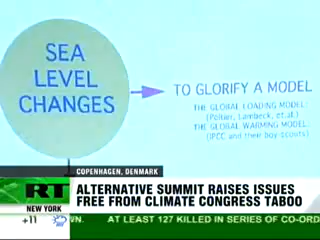 SEA
LEVEL
CHANGES
TO GLORIFY A MODEL
THE GLOBAL LOADING MODEL:
(Peltier, Lambeck, et.al.)
THE GLOBAL WARMING MODEL:
(IPCC and their boy-scouts)
COPENHAGEN, DENMARK
RT
ALTERNATIVE SUMMIT RAISES ISSUES
FREE FROM CLIMATE CONGRESS TABOO
NEW YORK
+11
WN. AT LEAST 127 KILLED IN SERIES OF CO-ORD